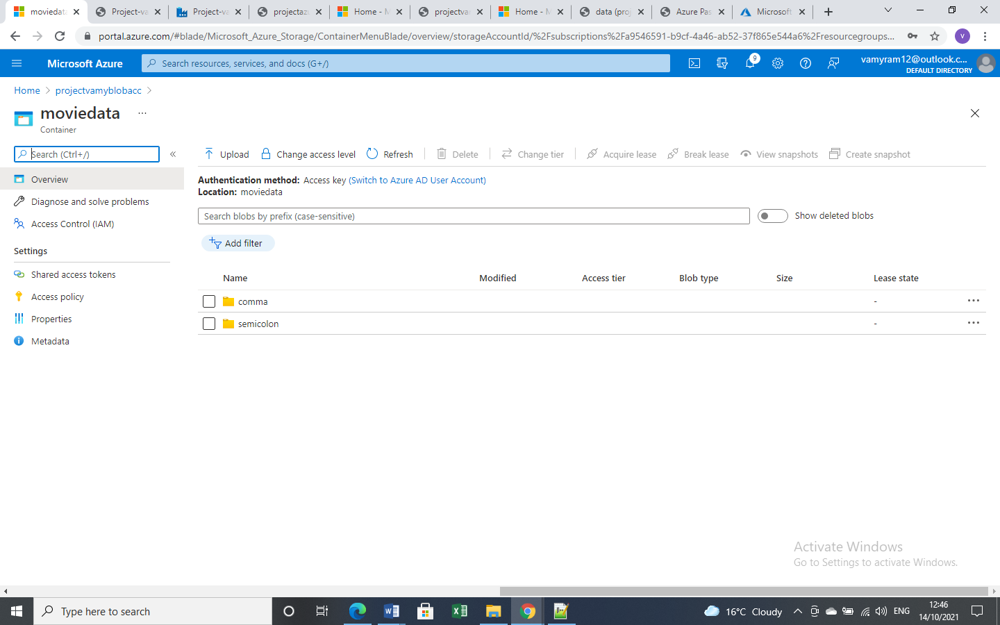 moviedata
Project-va
Project-va
projectaz
Home - M
projectvar
Home - M
data (proj
Azure Pas
Microsoft
portal.azure.com/#blade/Microsoft_Azure_Storage/ContainerMenuBlade/overview/storageAccountId/%2Fsubscriptions%2Fa9546591-b9cf-4a46-ab52-37f865e544a6%2Fresourcegroups...
V
Microsoft Azure
Search resources, services, and docs (G+/)
9
vamyram12@outlook.c...
DEFAULT DIRECTORY
Home > projectvamyblobacc >
moviedata ...
Container
Search (Ctrl+/)
«
Upload
Change access level
Refresh
Delete
Change tier
Acquire lease
Break lease
View snapshots
Create snapshot
Overview
Diagnose and solve problems
Access Control (IAM)
Settings
Shared access tokens
Access policy
Properties
Metadata
Authentication method: Access key (Switch to Azure AD User Account)
Location: moviedata
Search blobs by prefix (case-sensitive)
Show deleted blobs
Add filter
Name Modified Access tier Blob type Size Lease state
comma - ...
semicolon - ...
Activate Windows
Go to Settings to activate Windows.
Type here to search
16°C Cloudy
ENG
12:46
14/10/2021